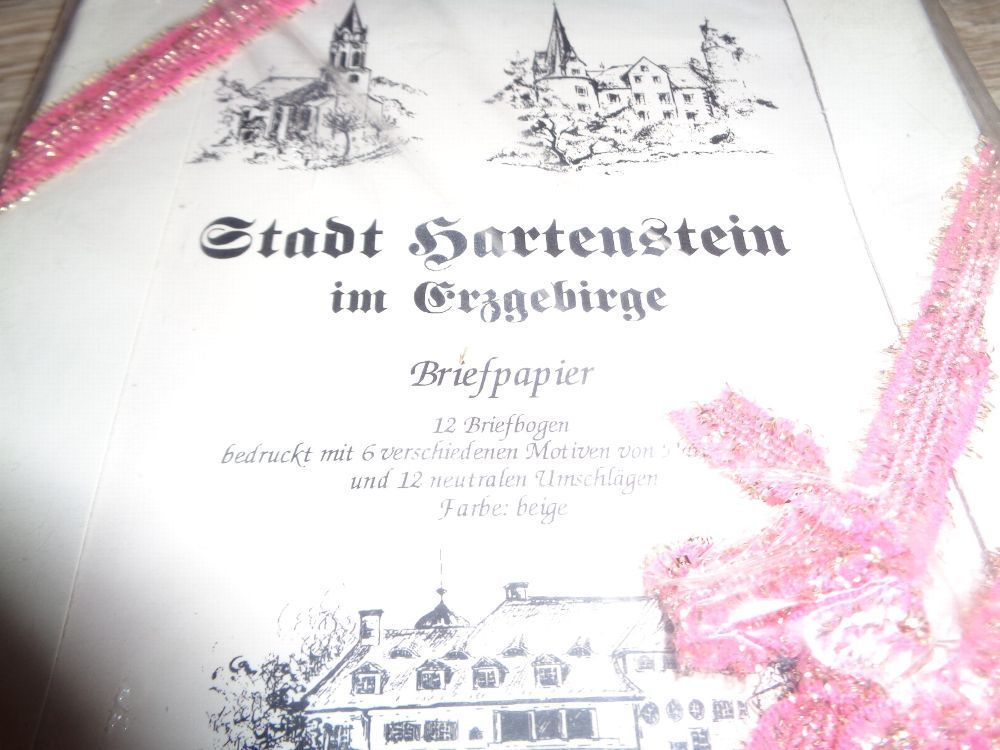 Stadt Hartenstein
im Erzgebirge
Briefpapier
12 Briefbogen
bedruckt mit 6 verschiedenen Motiven von
und 12 neutralen Umschlägen
Farbe: beige